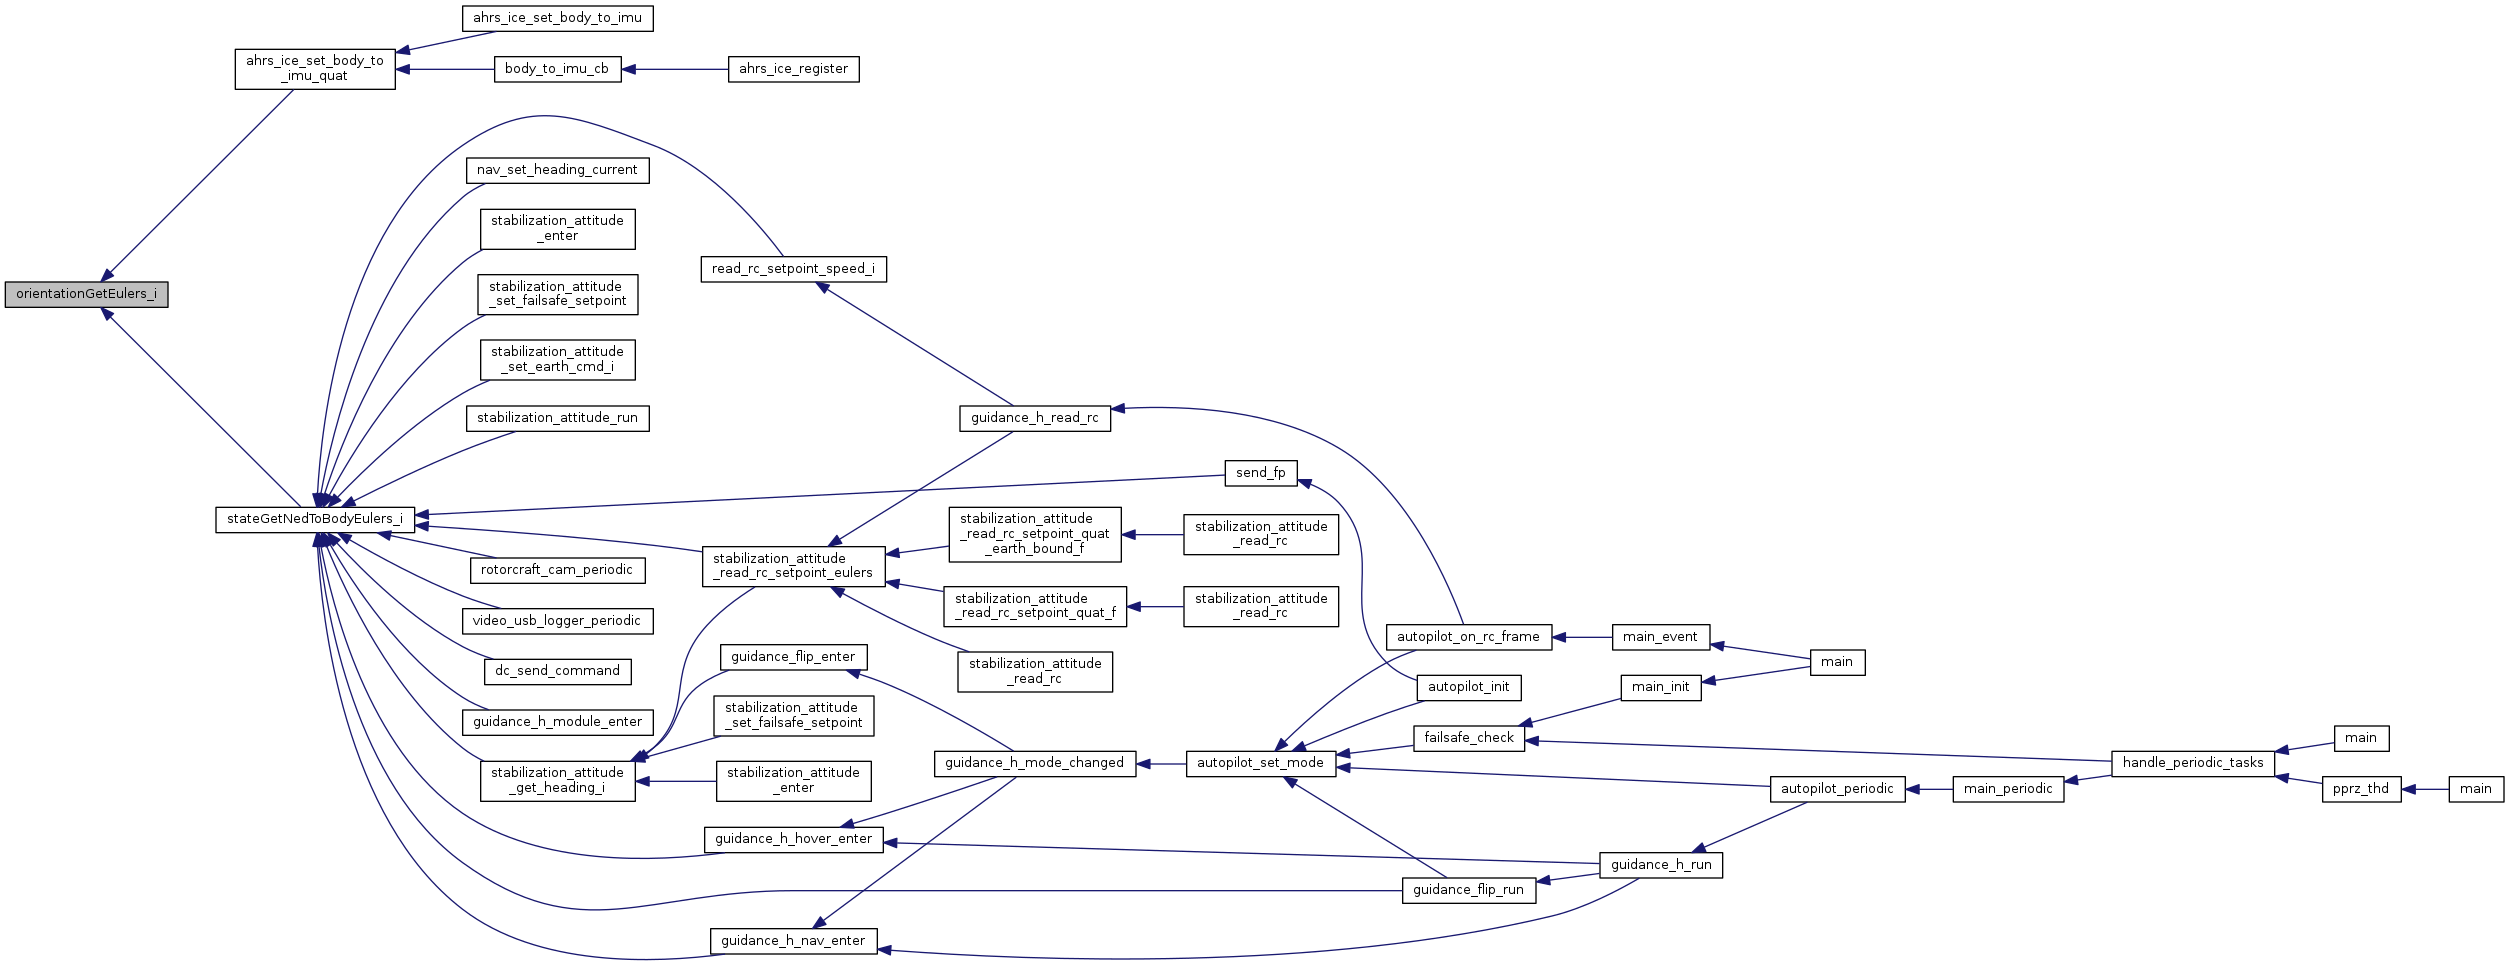 ahrs_ice_set_body_to_imu
ahrs_ice_set_body_to
_imu_quat
body_to_imu_cb
ahrs_ice_register
nav_set_heading_current
stabilization_attitude
_enter
read_rc_setpoint_speed_i
orientationGetEulers_i
stabilization_attitude
_set_failsafe_setpoint
stabilization_attitude
_set_earth_cmd_i
stabilization_attitude_run
guidance_h_read_rc
send_fp
stateGetNedToBodyEulers_i
stabilization_attitude
_read_rc_setpoint_quat
_earth_bound_f
stabilization_attitude
_read_rc
stabilization_attitude
_read_rc_setpoint_eulers
rotorcraft_cam_periodic
stabilization_attitude
_read_rc_setpoint_quat_f
stabilization_attitude
_read_rc
video_usb_logger_periodic
autopilot_on_rc_frame
main_event
main
guidance_flip_enter
stabilization_attitude
_read_rc
dc_send_command
autopilot_init
main_init
guidance_h_module_enter
stabilization_attitude
_set_failsafe_setpoint
failsafe_check
main
guidance_h_mode_changed
autopilot_set_mode
handle_periodic_tasks
stabilization_attitude
_get_heading_i
stabilization_attitude
_enter
autopilot_periodic
main_periodic
pprz_thd
main
guidance_h_hover_enter
guidance_h_run
guidance_flip_run
guidance_h_nav_enter